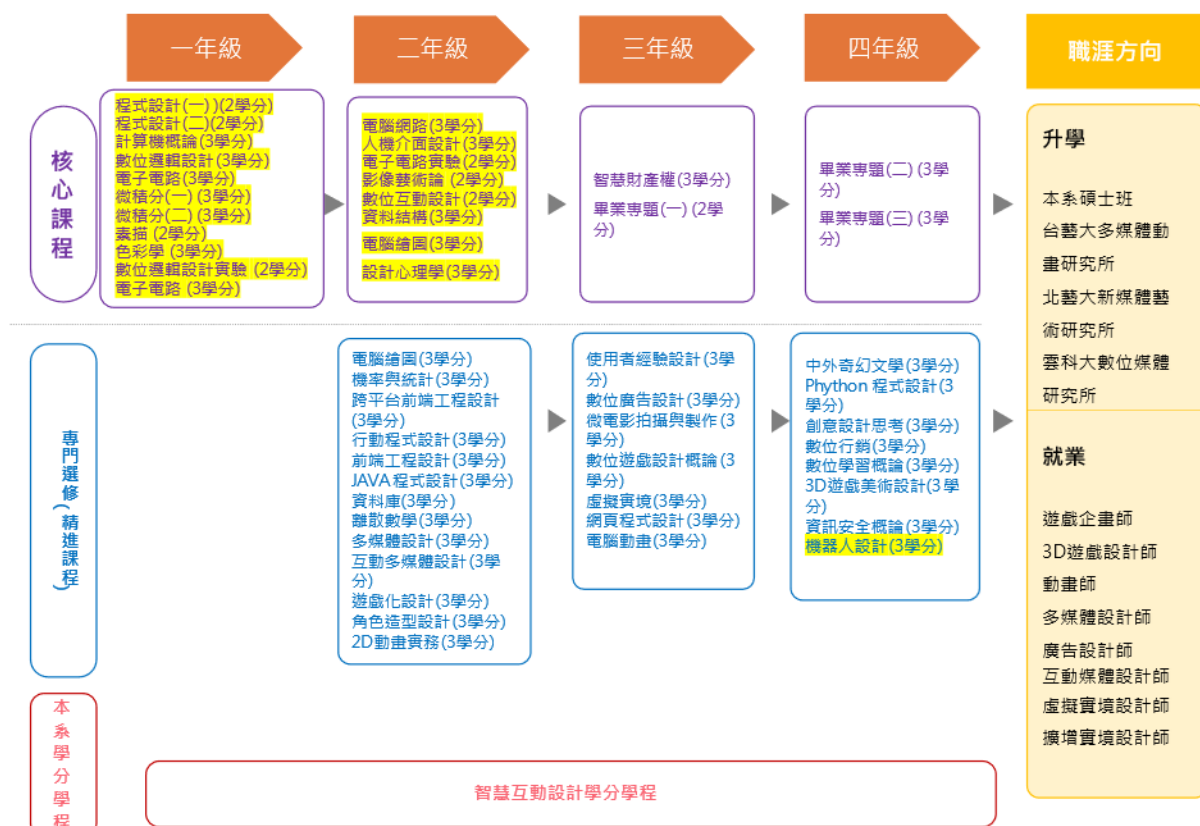 一年級
二年級
三年級
四年級
職涯方向
核
心
課
程
程式設計(一) )(2學分)
程式設計(二)(2學分)
計算機概論(3學分)
數位邏輯設計(3學分)
電子電路(3學分)
微積分(一) (3學分)
微積分(二) (3學分)
素描 (2學分)
色彩學 (3學分)
數位邏輯設計實驗 (2學分)
電子電路 (3學分)
電腦網路(3學分)
人機介面設計(3學分)
電子電路實驗(2學分)
影像藝術論 (2學分)
數位互動設計(2學分)
資料結構(3學分)
電腦繪圖(3學分)
設計心理學(3學分)
智慧財產權(3學分)
畢業專題(一) (2學
分)
畢業專題(二) (3學
分)
畢業專題(三) (3學
分)
專門選修(精進課程)
電腦繪圖(3學分)
機率與統計(3學分)
跨平台前端工程設計
(3學分)
行動程式設計(3學分)
前端工程設計(3學分)
JAVA 程式設計(3學分)
資料庫(3學分)
離散數學(3學分)
多媒體設計(3學分)
互動多媒體設計(3學
分)
遊戲化設計(3學分)
角色造型設計(3學分)
2D動畫實務(3學分)
使用者經驗設計(3學
分)
數位廣告設計(3學分)
微電影拍攝與製作(3
學分)
數位遊戲設計概論(3
學分)
虛擬實境(3學分)
網頁程式設計(3學分)
電腦動畫(3學分)
中外奇幻文學(3學分)
Phython 程式設計(3
學分)
創意設計思考(3學分)
數位行銷(3學分)
數位學習概論(3學分)
3D遊戲美術設計(3學
分)
資訊安全概論(3學分)
機器人設計(3學分)
升學
本系碩士班
台藝大多媒體動
畫研究所
北藝大新媒體藝
術研究所
雲科大數位媒體
研究所
就業
遊戲企畫師
3D遊戲設計師
動畫師
多媒體設計師
廣告設計師
互動媒體設計師
虛擬實境設計師
擴增實境設計師
本
系
學
分
學
程
智慧互動設計學分學程